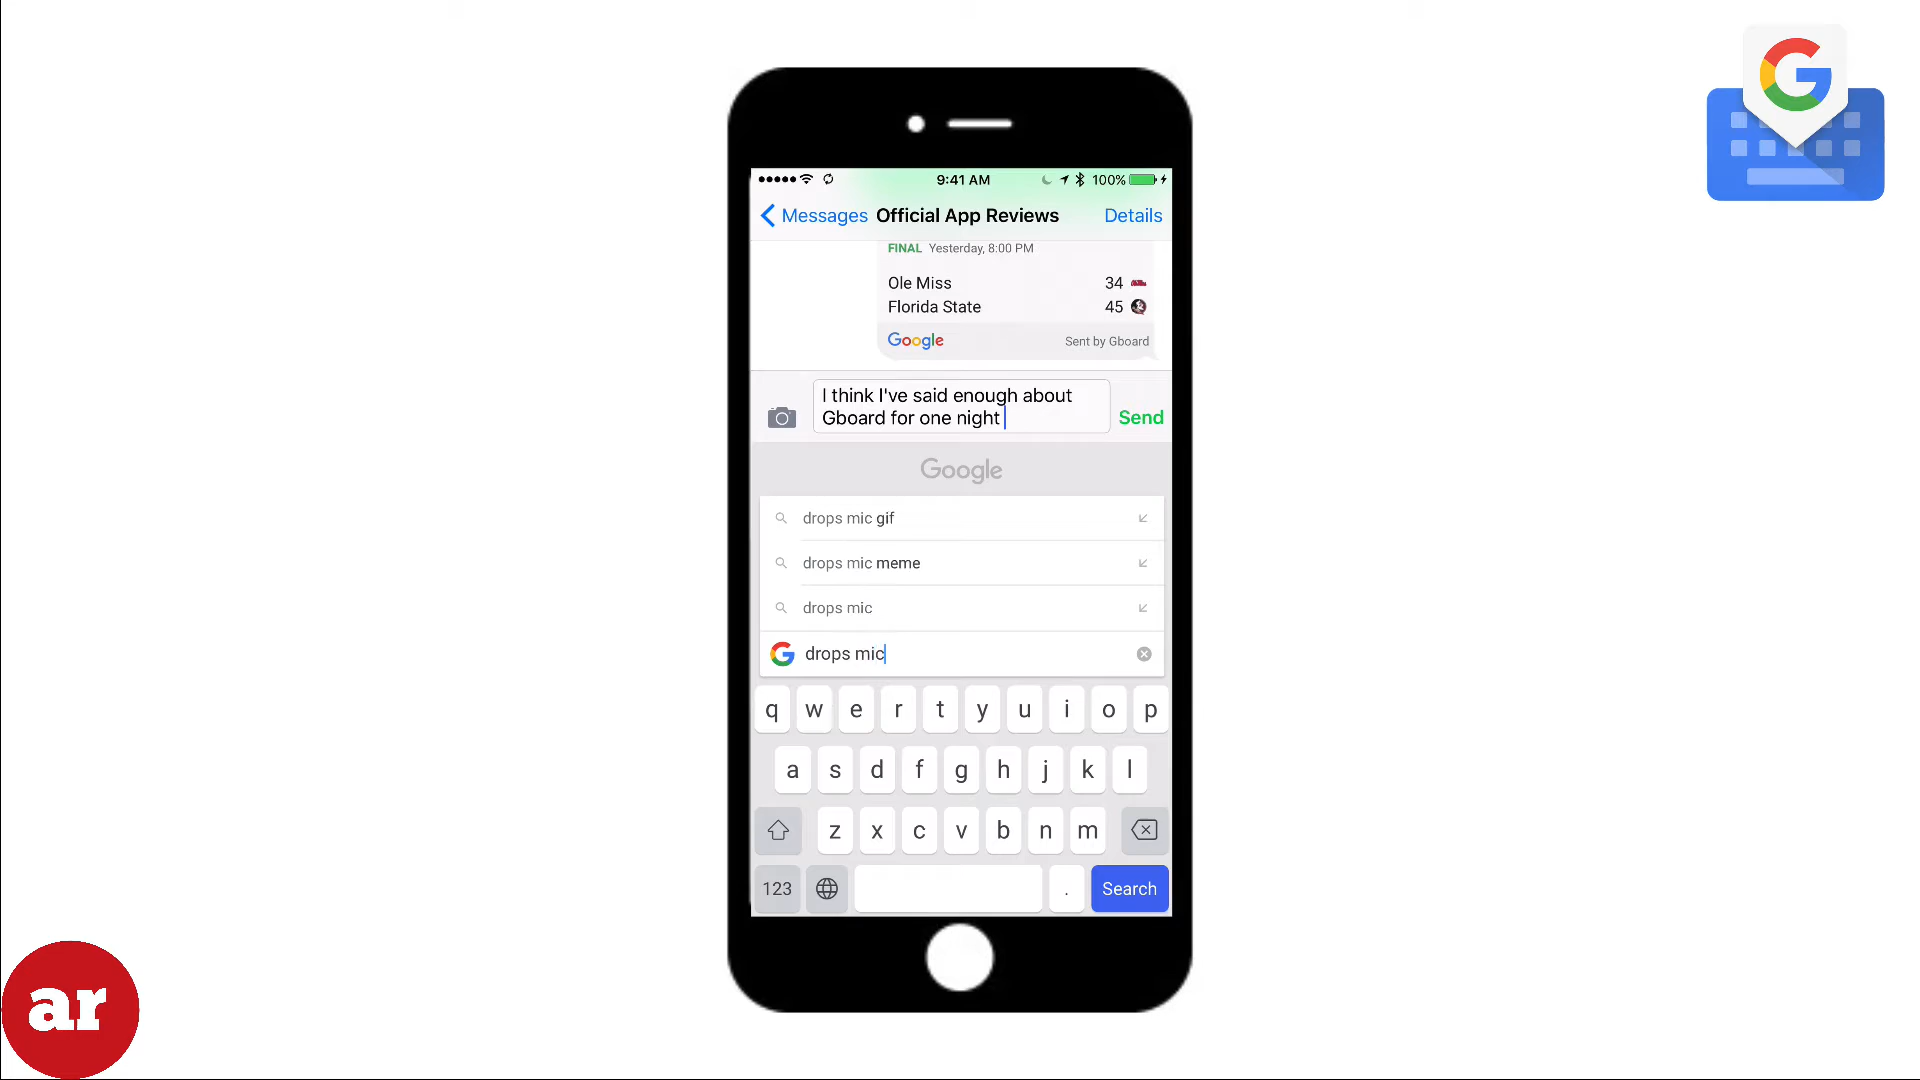 9:41 AM 100%
Messages Official App Reviews Details
FINAL Yesterday, 8:00 PM
Ole Miss 34
Florida State 45
Google Sent by Gboard
I think I've said enough about
Gboard for one night
Send
Google
drops mic gif
drops mic meme
drops mic
G drops mic
q w e r t y u i o p
a s d f g h j k l
z x c v b n m
123 . Search
G
ar